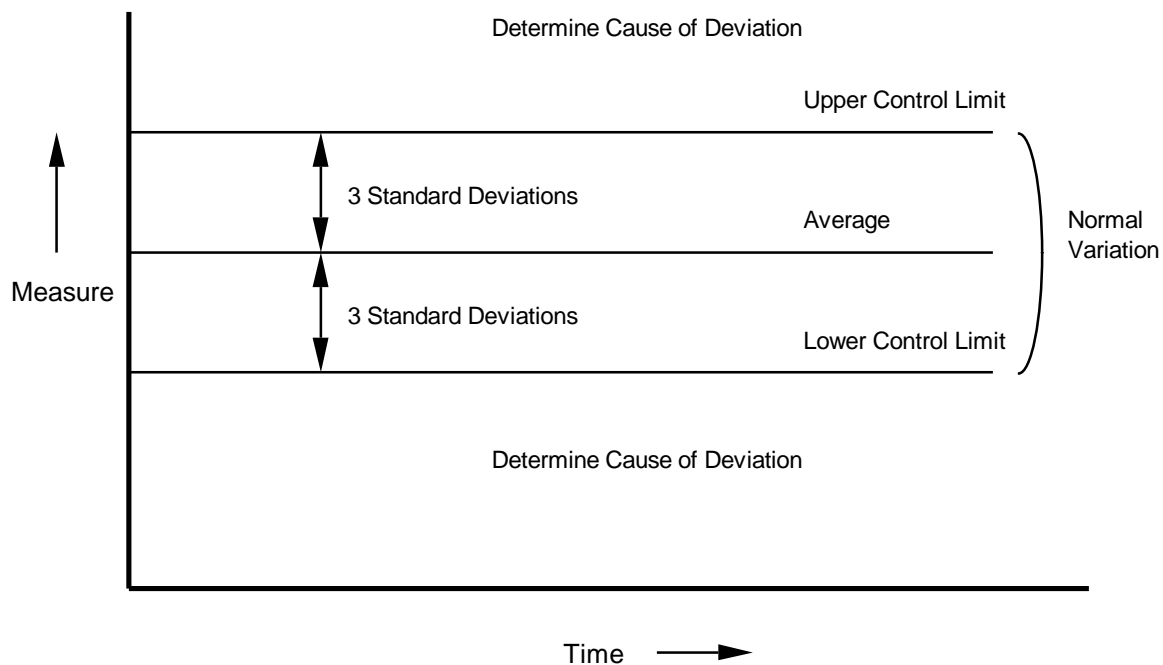 Determine Cause of Deviation
Upper Control Limit
3 Standard Deviations
Average
Normal
Variation
Measure
3 Standard Deviations
Lower Control Limit
Determine Cause of Deviation
Time